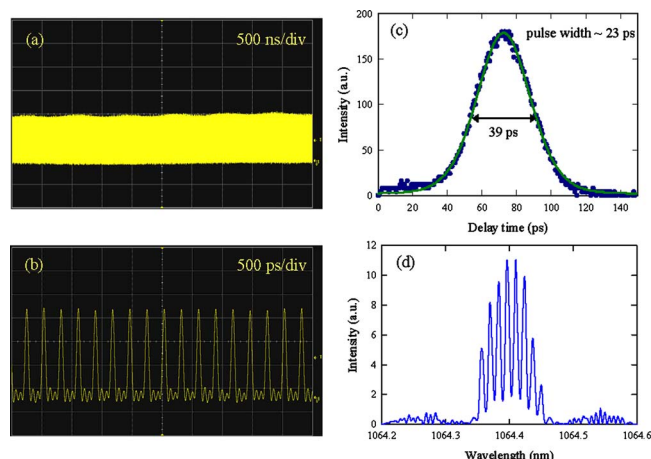 (a)
500 ns/div
(b)
500 ps/div
(c)
pulse width ~ 23 ps
39 ps
Intensity (a.u.)
200
150
100
50
0
0 20 40 60 80 100 120 140
Delay time (ps)
(d)
Intensity (a.u.)
12
10
8
6
4
2
0
1064.2 1064.3 1064.4 1064.5 1064.6
Wavelength (nm)